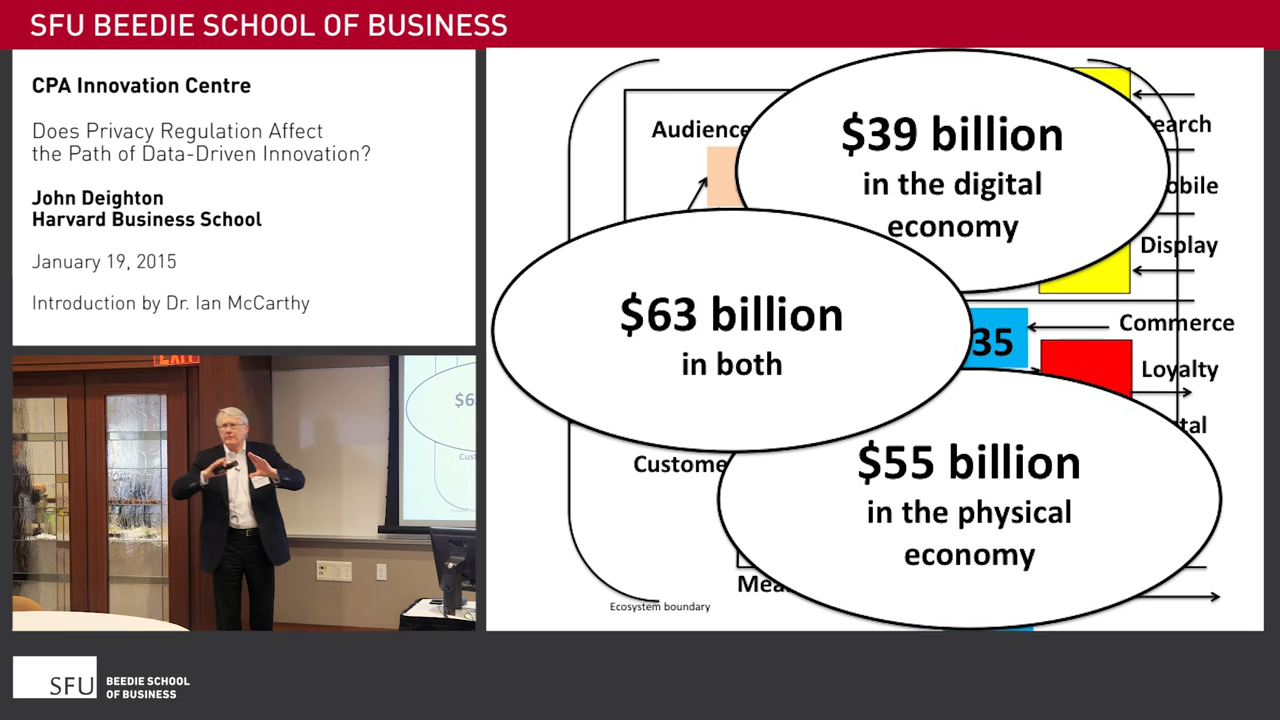 SFU BEEDIE SCHOOL OF BUSINESS
CPA Innovation Centre
Does Privacy Regulation Affect
the Path of Data-Driven Innovation?
John Deighton
Harvard Business School
January 19, 2015
Introduction by Dr. Ian McCarthy
EXIT
$6
Audience
$39 billion
in the digital
economy
earch
obile
Display
$63 billion
in both
35
Commerce
Loyalty
tal
Custome
$55 billion
in the physical
economy
Mea
Ecosystem boundary
SFU
BEEDIE SCHOOL
OF BUSINESS